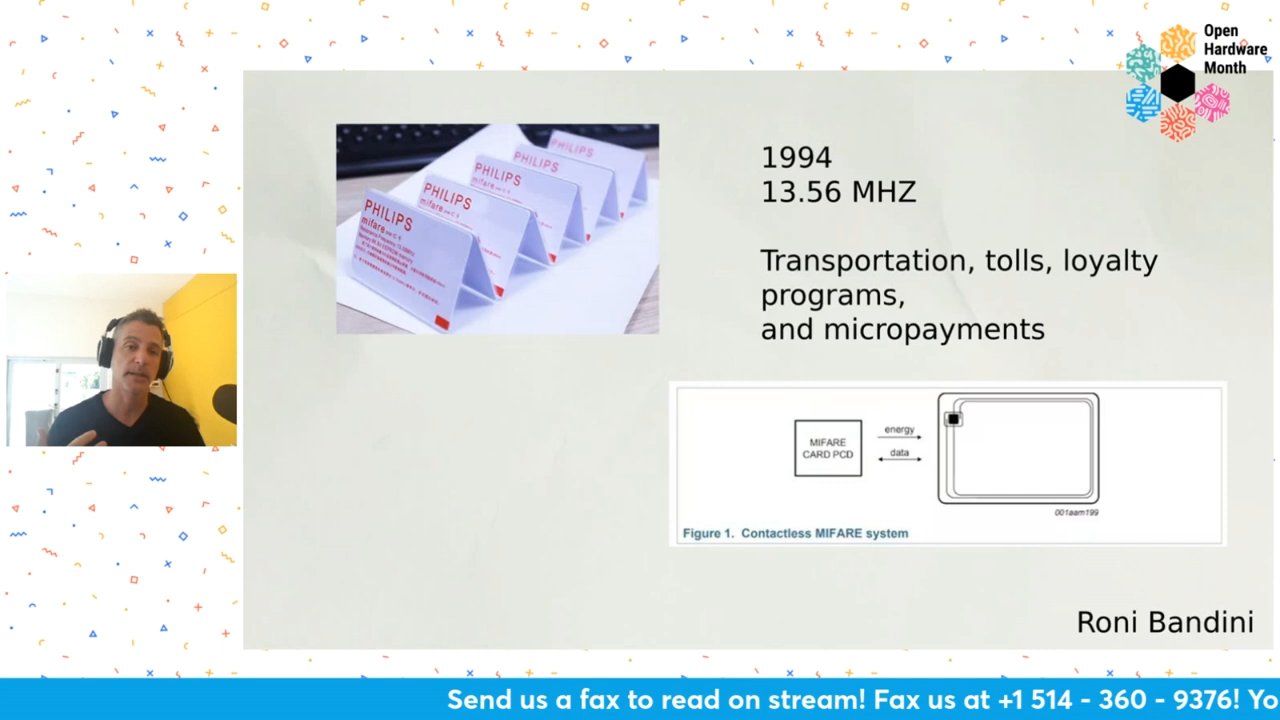 Open
Hardware
Month
PHILIPS
PHILIPS
PHILIPS
PHILIPS
PHILIPS
mifare
mifare
mifare
1994
13.56 MHZ
Transportation, tolls, loyalty
programs,
and micropayments
MIFARE
CARD PCD
energy
data
001aam199
Figure 1. Contactless MIFARE system
Roni Bandini
Send us a fax to read on stream! Fax us at +1 514 - 360 - 9376! Yo